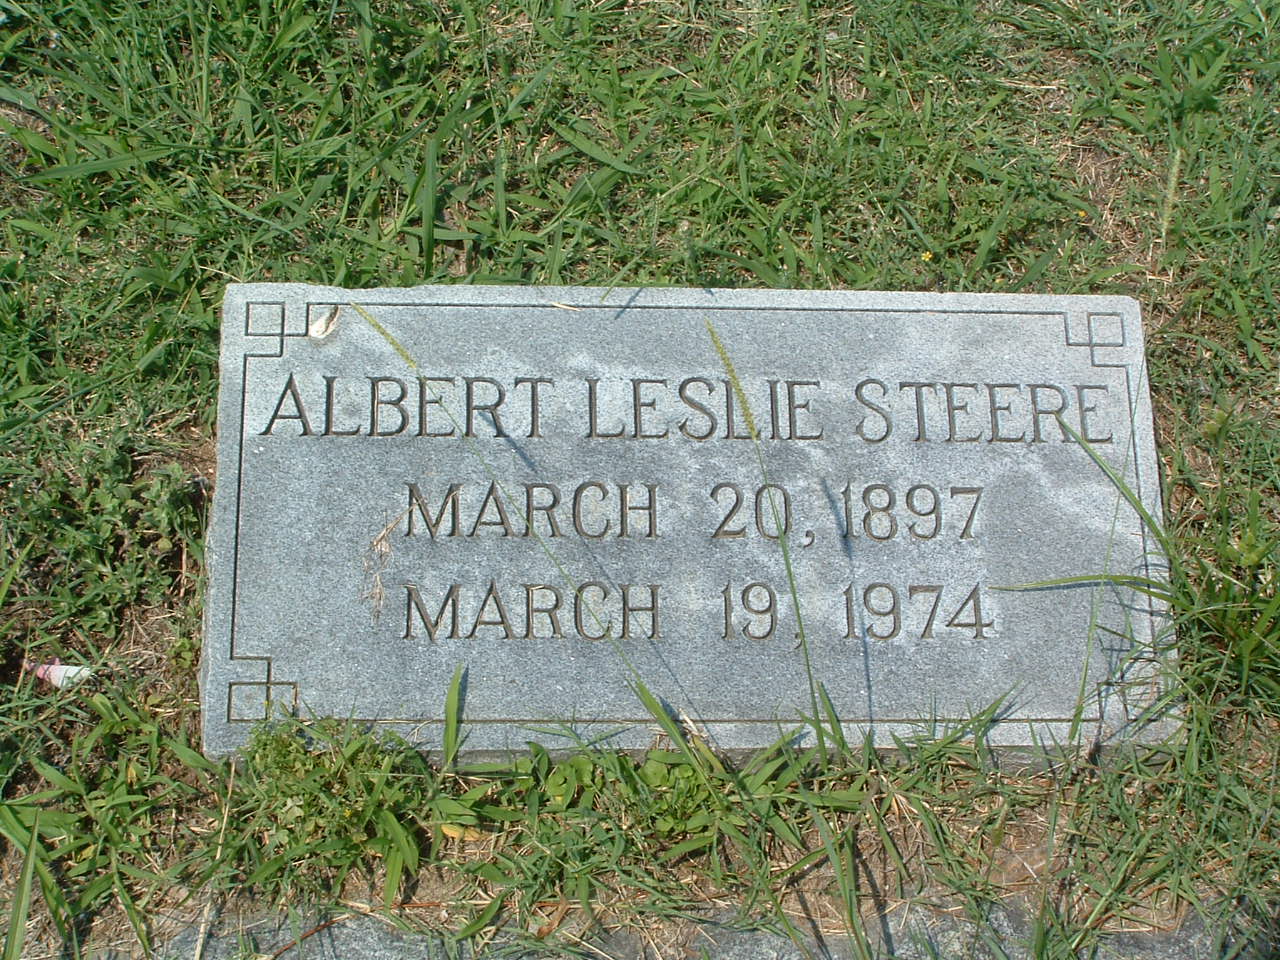 ALBERT LESLIE STEERE
MARCH 20, 1897
MARCH 19, 1974